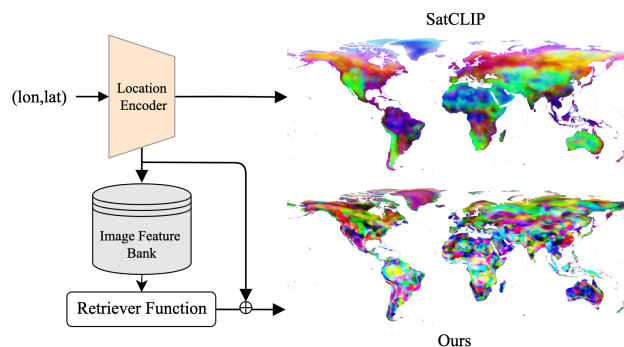 SatCLIP
Location
Encoder
(lon,lat)
Image Feature
Bank
Retriever Function
Ours